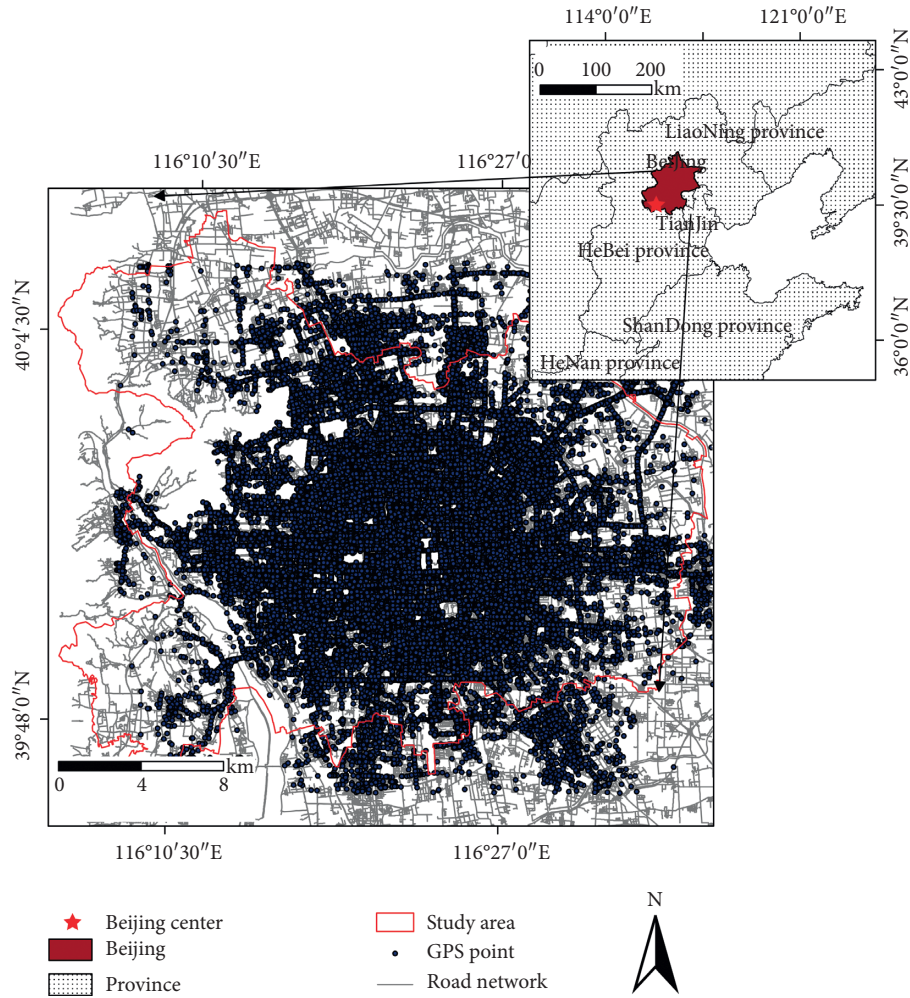 114°0′0″E 121°0′0″E
0 100 200
km
43°0′0″N
LiaoNing province
BeiJing
39°30′0″N
TianJin
HeBei province
ShanDong province
36°0′0″N
HeNan province
116°10′30″E 116°27′0
40°4′30″N
39°48′0″N
km
0 4 8
116°10′30″E 116°27′0″E
Beijing center
Beijing
Province
Study area
GPS point
Road network
N